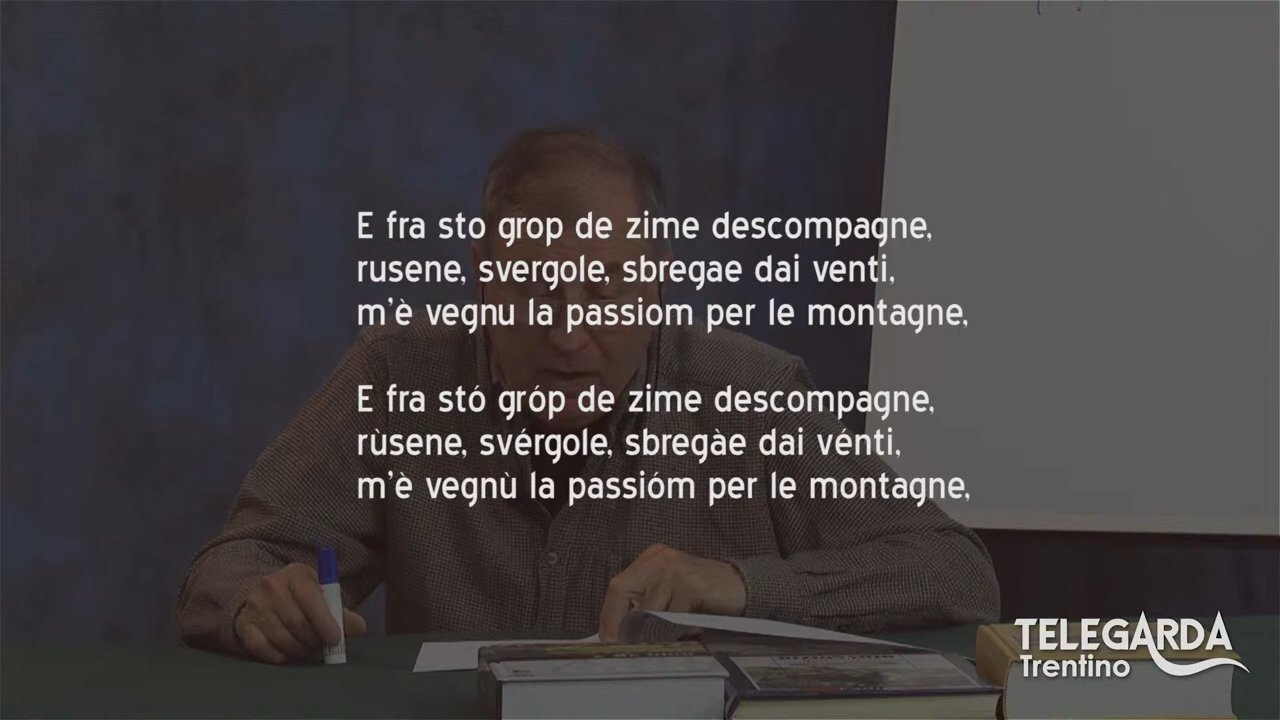 E fra sto grop de zime descompagne,
rusene, svergole, sbregae dai venti,
m'è vegnu la passiom per le montagne,
E fra stó gróp de zime descompagne,
rùsene, svérgole, sbregàe dai vénti,
m'è vegnù la passióm per le montagne,
TELEGARDA
Trentino